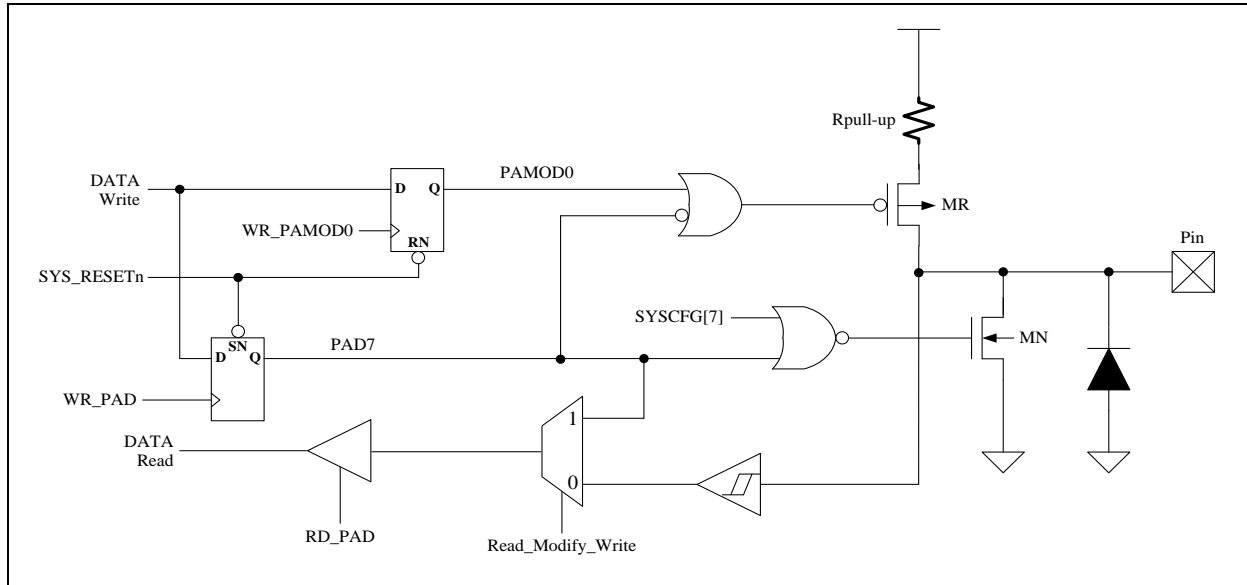 Rpull-up
DATA
Write
D
Q
PAMOD0
MR
WR_PAMOD0
RN
Pin
SYS_RESETn
SYSCFG[7]
SN
D
Q
PAD7
MN
WR_PAD
1
DATA
Read
0
RD_PAD
Read_Modify_Write